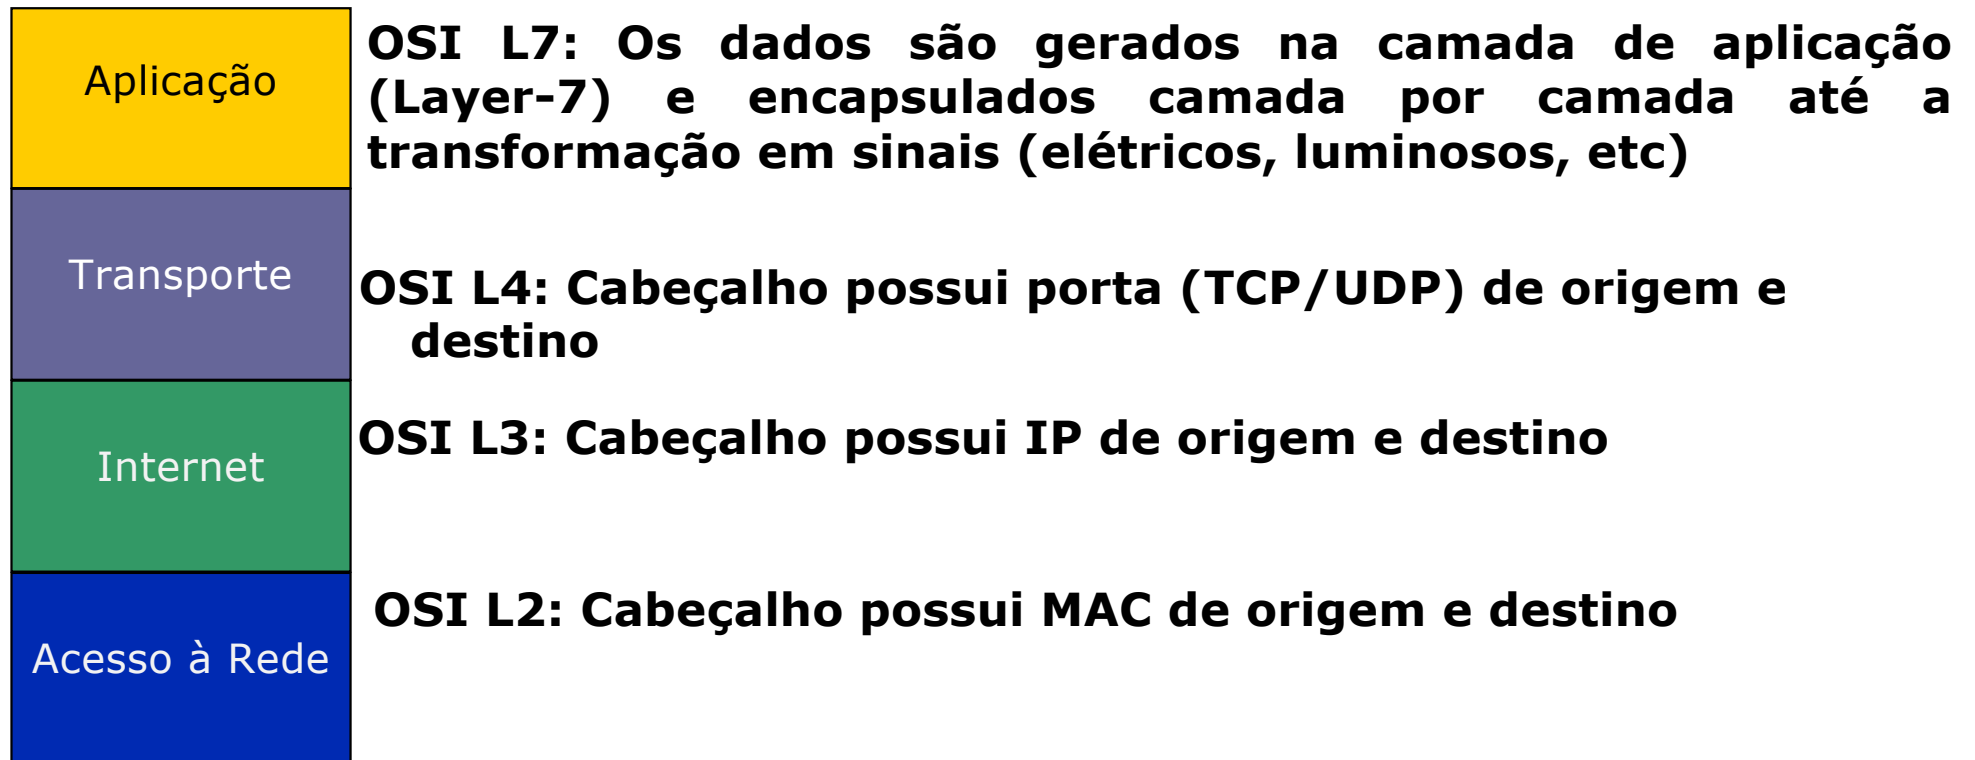 Aplicação
OSI L7: Os dados são gerados na camada de aplicação
(Layer-7) e encapsulados camada por camada até a
transformação em sinais (elétricos, luminosos, etc)
Transporte
OSI L4: Cabeçalho possui porta (TCP/UDP) de origem e
destino
Internet
OSI L3: Cabeçalho possui IP de origem e destino
Acesso à Rede
OSI L2: Cabeçalho possui MAC de origem e destino